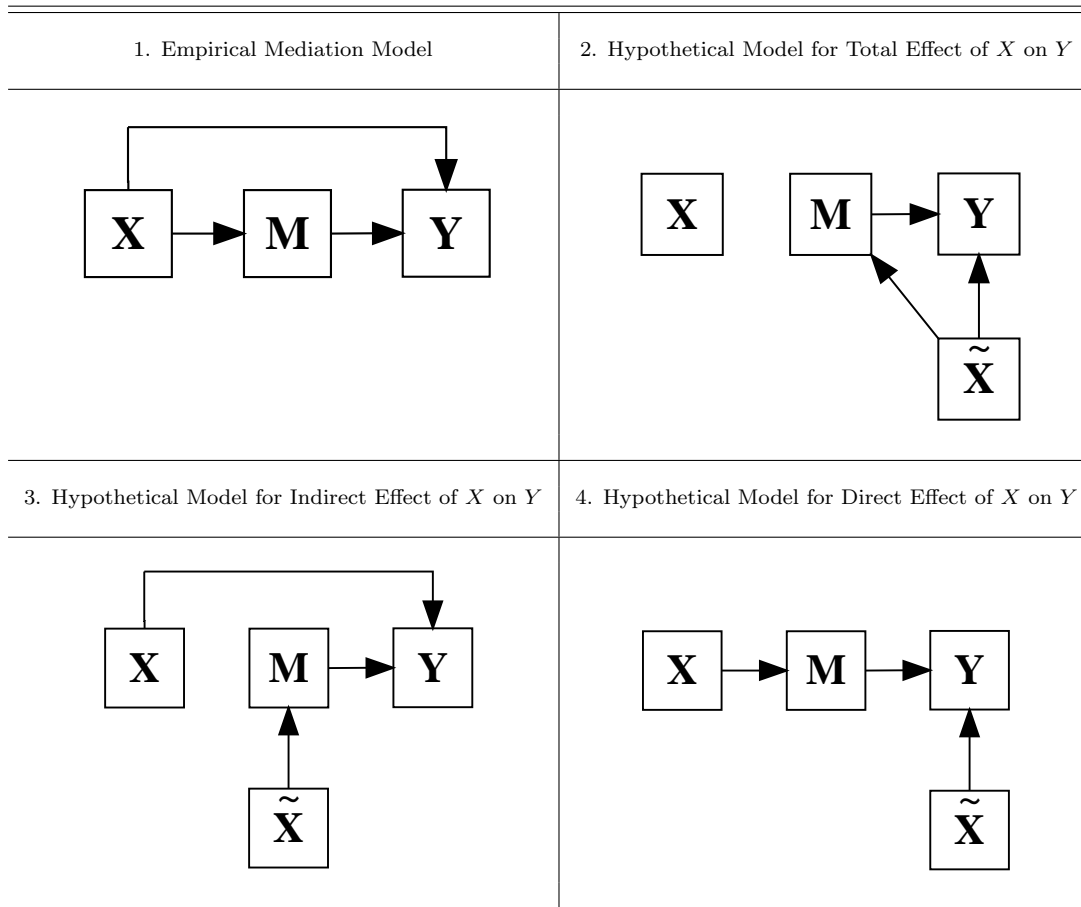 1. Empirical Mediation Model
2. Hypothetical Model for Total Effect of X on Y
X M Y
X M Y
X̃
3. Hypothetical Model for Indirect Effect of X on Y
4. Hypothetical Model for Direct Effect of X on Y
X M Y
X̃
X M Y
X̃